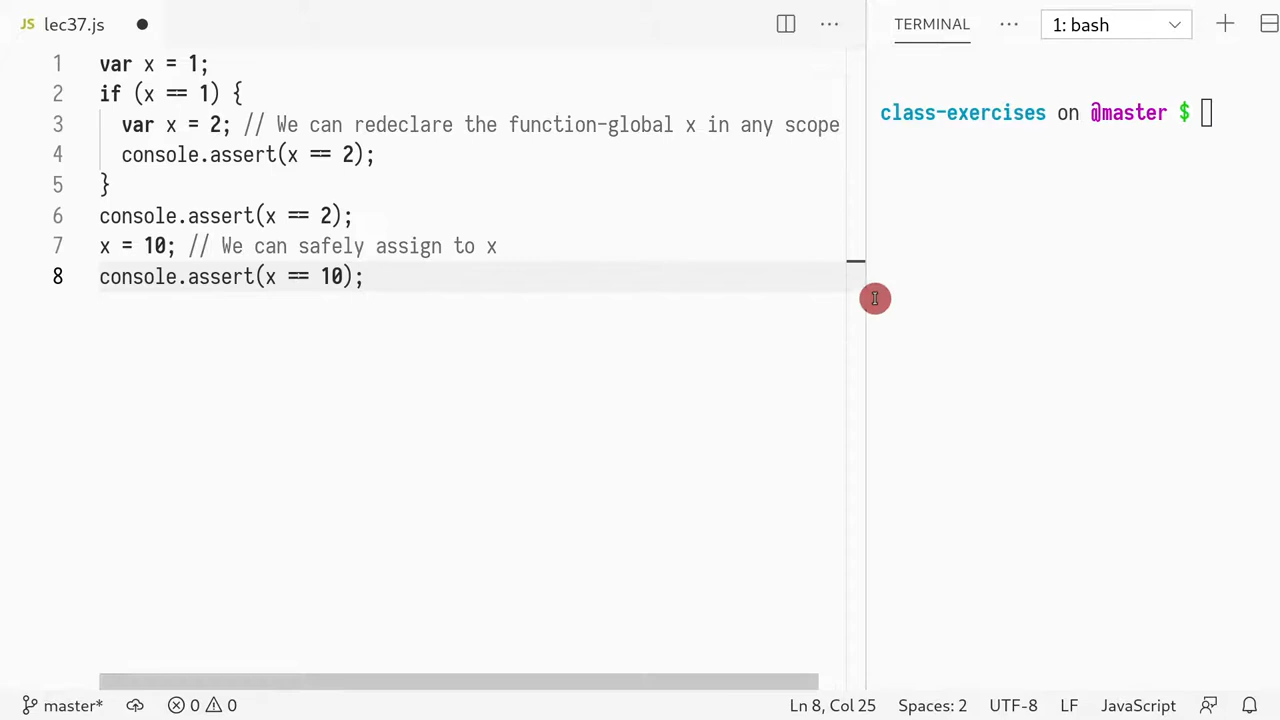 JS lec37.js ● ···
TERMINAL ··· 1: bash
1 var x = 1;
2 if (x == 1) {
3 var x = 2; // We can redeclare the function-global x in any scope
4 console.assert(x == 2);
5 }
6 console.assert(x == 2);
7 x = 10; // We can safely assign to x
8 console.assert(x == 10);
class-exercises on @master $
master* 0 0 Ln 8, Col 25 Spaces: 2 UTF-8 LF JavaScript